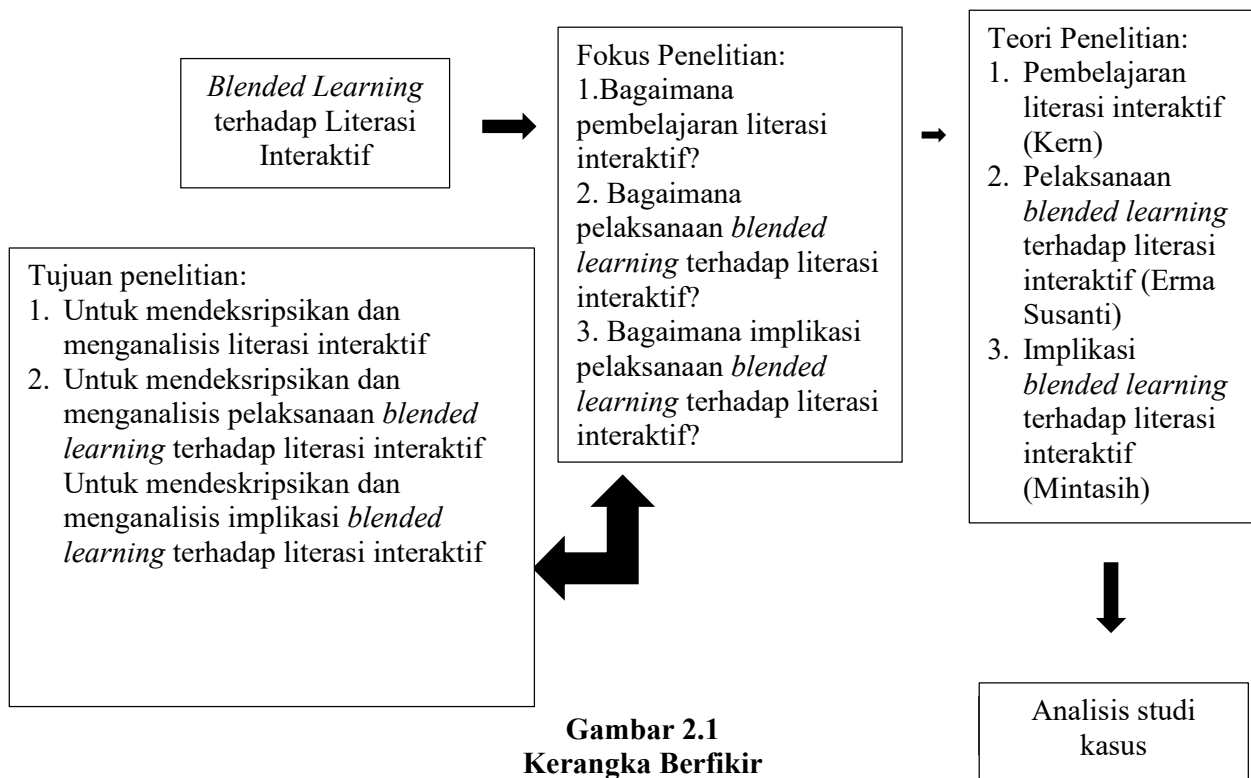 Blended Learning
terhadap Literasi
Interaktif
Fokus Penelitian:
1.Bagaimana
pembelajaran literasi
interaktif?
2. Bagaimana
pelaksanaan blended
learning terhadap literasi
interaktif?
3. Bagaimana implikasi
pelaksanaan blended
learning terhadap literasi
interaktif?
Teori Penelitian:
1. Pembelajaran
literasi interaktif
(Kern)
2. Pelaksanaan
blended learning
terhadap literasi
interaktif (Erma
Susanti)
3. Implikasi
blended learning
terhadap literasi
interaktif
(Mintasih)
Tujuan penelitian:
1. Untuk mendeksripsikan dan
menganalisis literasi interaktif
2. Untuk mendeksripsikan dan
menganalisis pelaksanaan blended
learning terhadap literasi interaktif
Untuk mendeskripsikan dan
menganalisis implikasi blended
learning terhadap literasi interaktif
Analisis studi
kasus
Gambar 2.1
Kerangka Berfikir